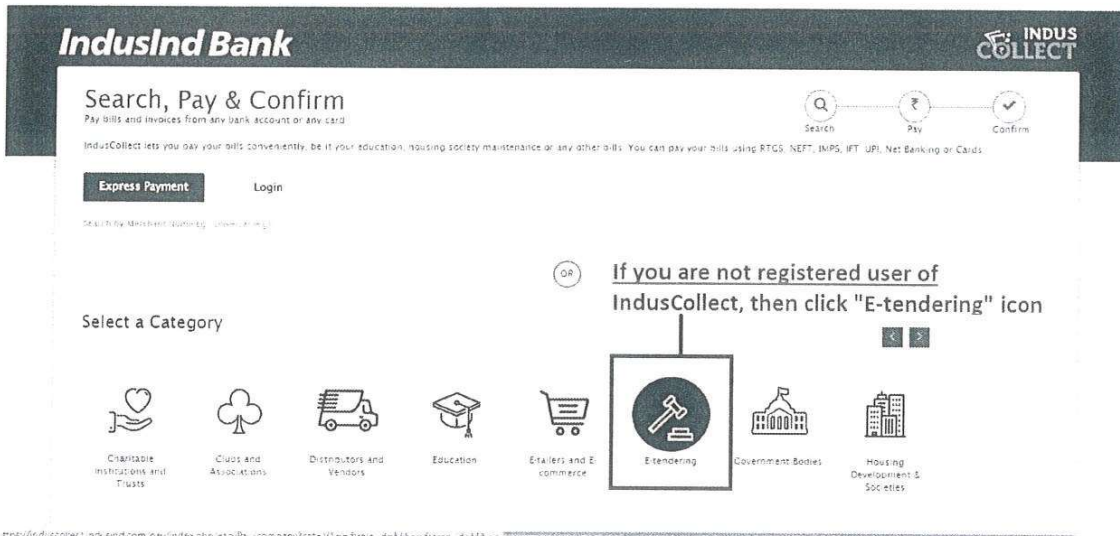 IndusInd Bank
INDUS
COLLECT
Search, Pay & Confirm
Pay bills and invoices from any bank account or any card
Search
Pay
Confirm
IndusCollect lets you pay your bills conveniently, be it your education, housing society maintenance or any other bills. You can pay your bills using RTGS, NEFT, IMPS, IFT, UPI, Net Banking or Cards.
Express Payment
Login
OR
If you are not registered user of
IndusCollect, then click "E-tendering" icon
Select a Category
Charitable
Institutions and
Trusts
Clubs and
Associations
Distributors and
Vendors
Education
E-tailers and E-
commerce
E-tendering
Government Bodies
Housing
Development &
Societies